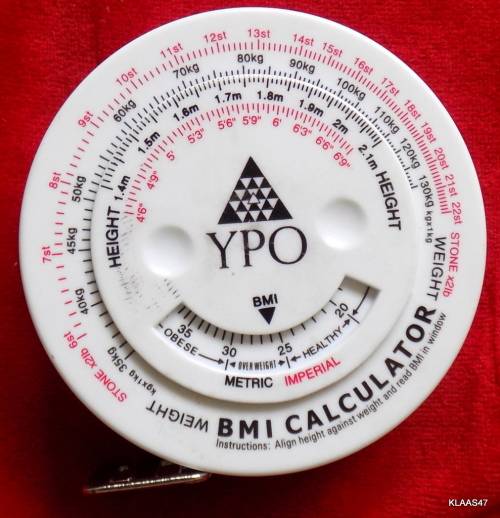 6st 7st 8st 9st 10st 11st 12st 13st 14st 15st 16st 17st 18st 19st 20st 21st 22st
STONE x2lb
STONE x2lb
35kg 40kg 45kg 50kg 60kg 70kg 80kg 90kg 100kg 110kg 120kg 130kg
kgx1kg
kgx1kg
WEIGHT
WEIGHT
1.4m 1.5m 1.6m 1.7m 1.8m 1.9m 2m 2.1m
HEIGHT
HEIGHT
4'6" 4'9" 5' 5'3" 5'6" 5'9" 6' 6'3" 6'6" 6'9"
YPO
BMI
35 30 25 20
OBESE OVERWEIGHT HEALTHY
METRIC IMPERIAL
BMI CALCULATOR
Instructions: Align height against weight and read BMI in window
KLAAS47